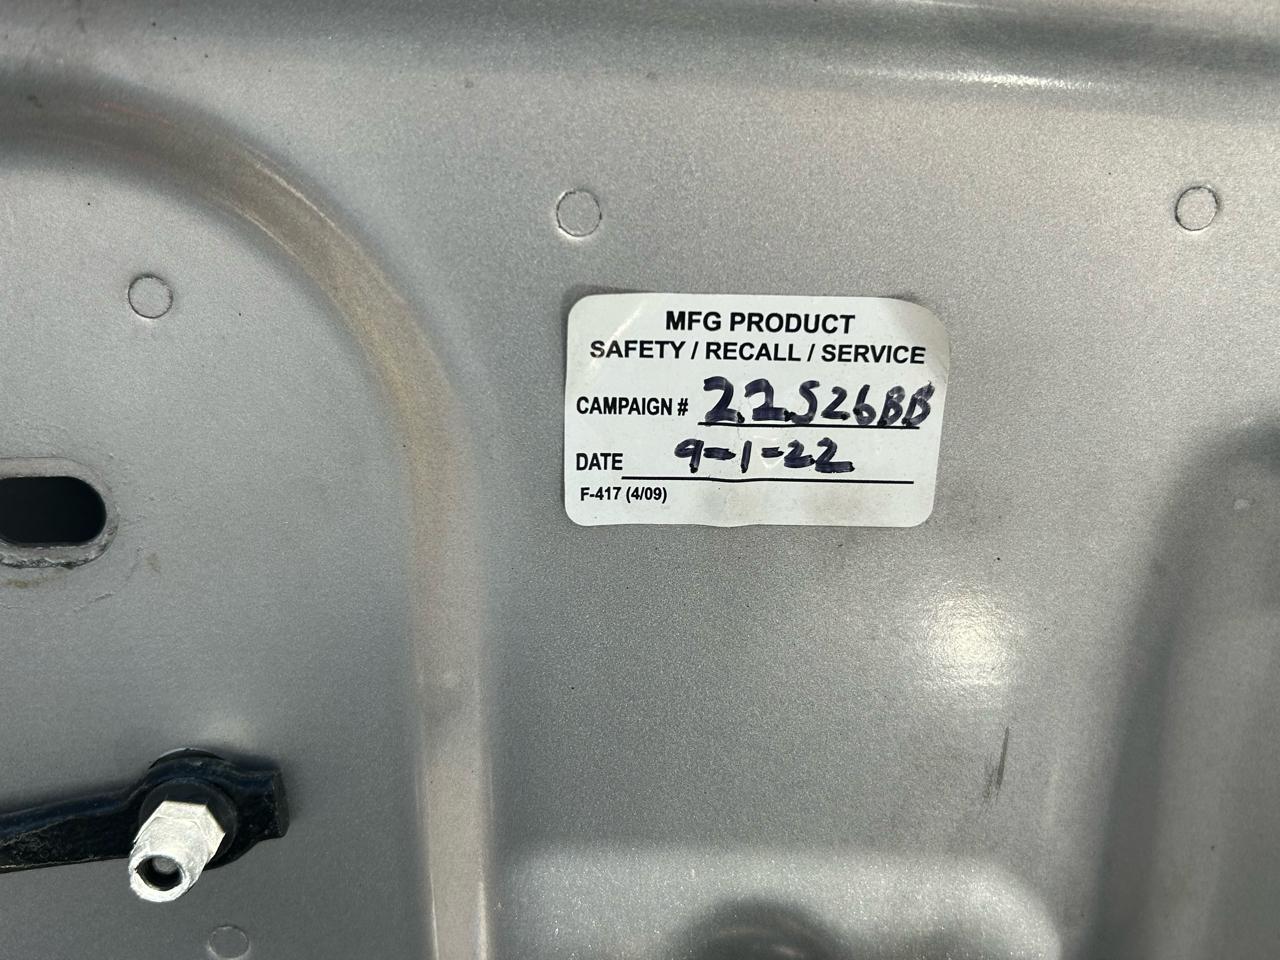 MFG PRODUCT
SAFETY / RECALL / SERVICE
CAMPAIGN # 22S26BB
DATE 9-1-22
F-417 (4/09)